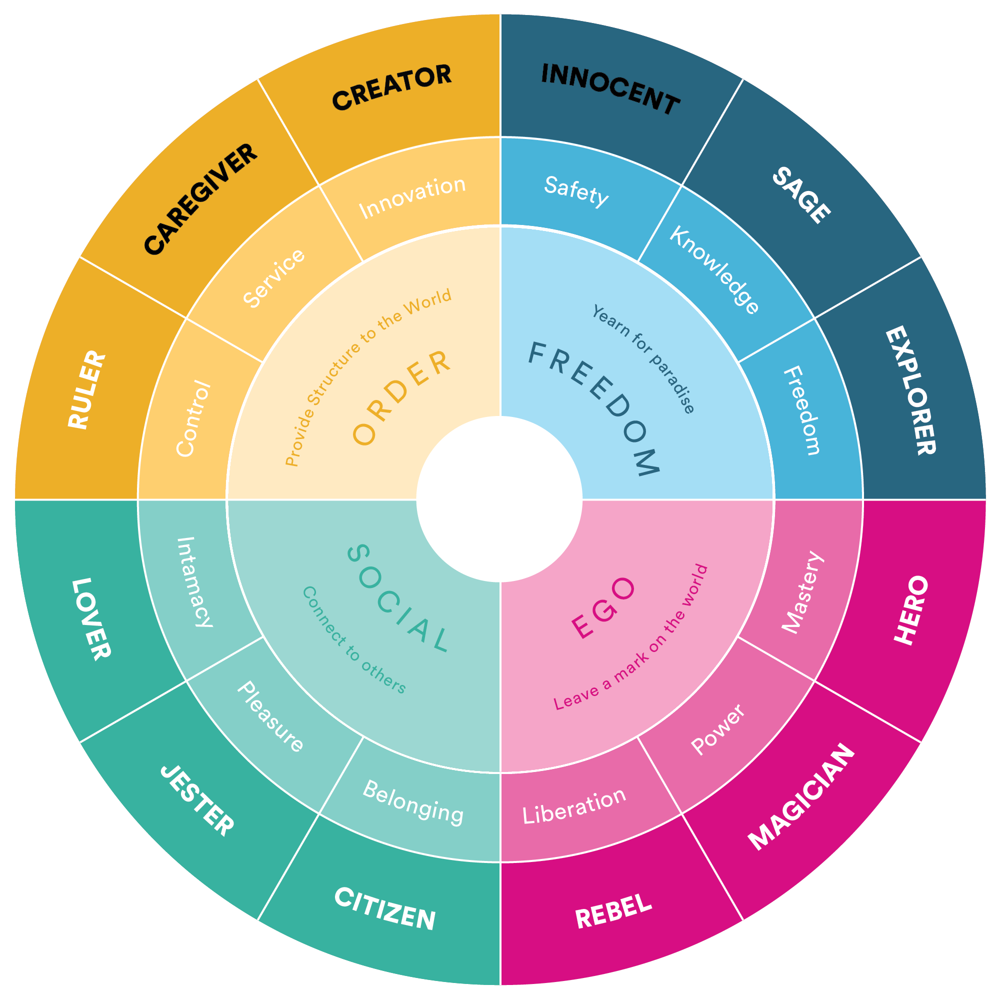 CREATOR
INNOCENT
SAGE
EXPLORER
HERO
MAGICIAN
REBEL
CITIZEN
JESTER
LOVER
RULER
CAREGIVER
Innovation
Safety
Knowledge
Freedom
Mastery
Power
Liberation
Belonging
Pleasure
Intumacy
Control
Service
Provide Structure to the World
ORDER
Yearn for paradise
FREEDOM
EGO
Leave a mark on the world
SOCIAL
Connect to others